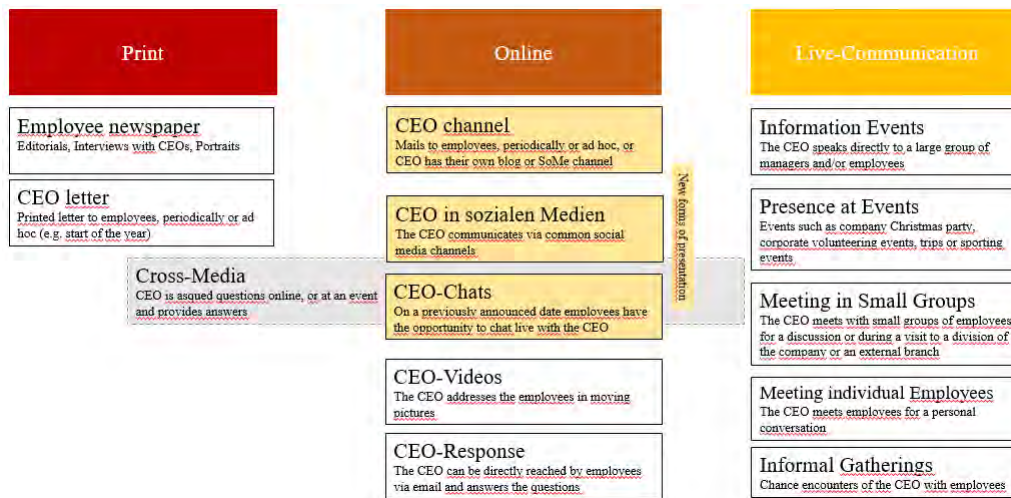 Print
Employee newspaper
Editorials, Interviews with CEOs, Portraits
CEO letter
Printed letter to employees, periodically or ad
hoc (e.g. start of the year)
Cross-Media
CEO is asqued questions online, or at an event
and provides answers
Online
CEO channel
Mails to employees, periodically or ad hoc, or
CEO has their own blog or SoMe channel
CEO in sozialen Medien
The CEO communicates via common social
media channels
CEO-Chats
On a previously announced date employees have
the opportunity to chat live with the CEO
New forms of presentation
CEO-Videos
The CEO addresses the employees in moving
pictures
CEO-Response
The CEO can be directly reached by employees
via email and answers the questions
Live-Communication
Information Events
The CEO speaks directly to a large group of
managers and/or employees
Presence at Events
Events such as company Christmas party,
corporate volunteering events, trips or sporting
events
Meeting in Small Groups
The CEO meets with small groups of employees
for a discussion or during a visit to a division of
the company or an external branch
Meeting individual Employees
The CEO meets employees for a personal
conversation
Informal Gatherings
Chance encounters of the CEO with employees